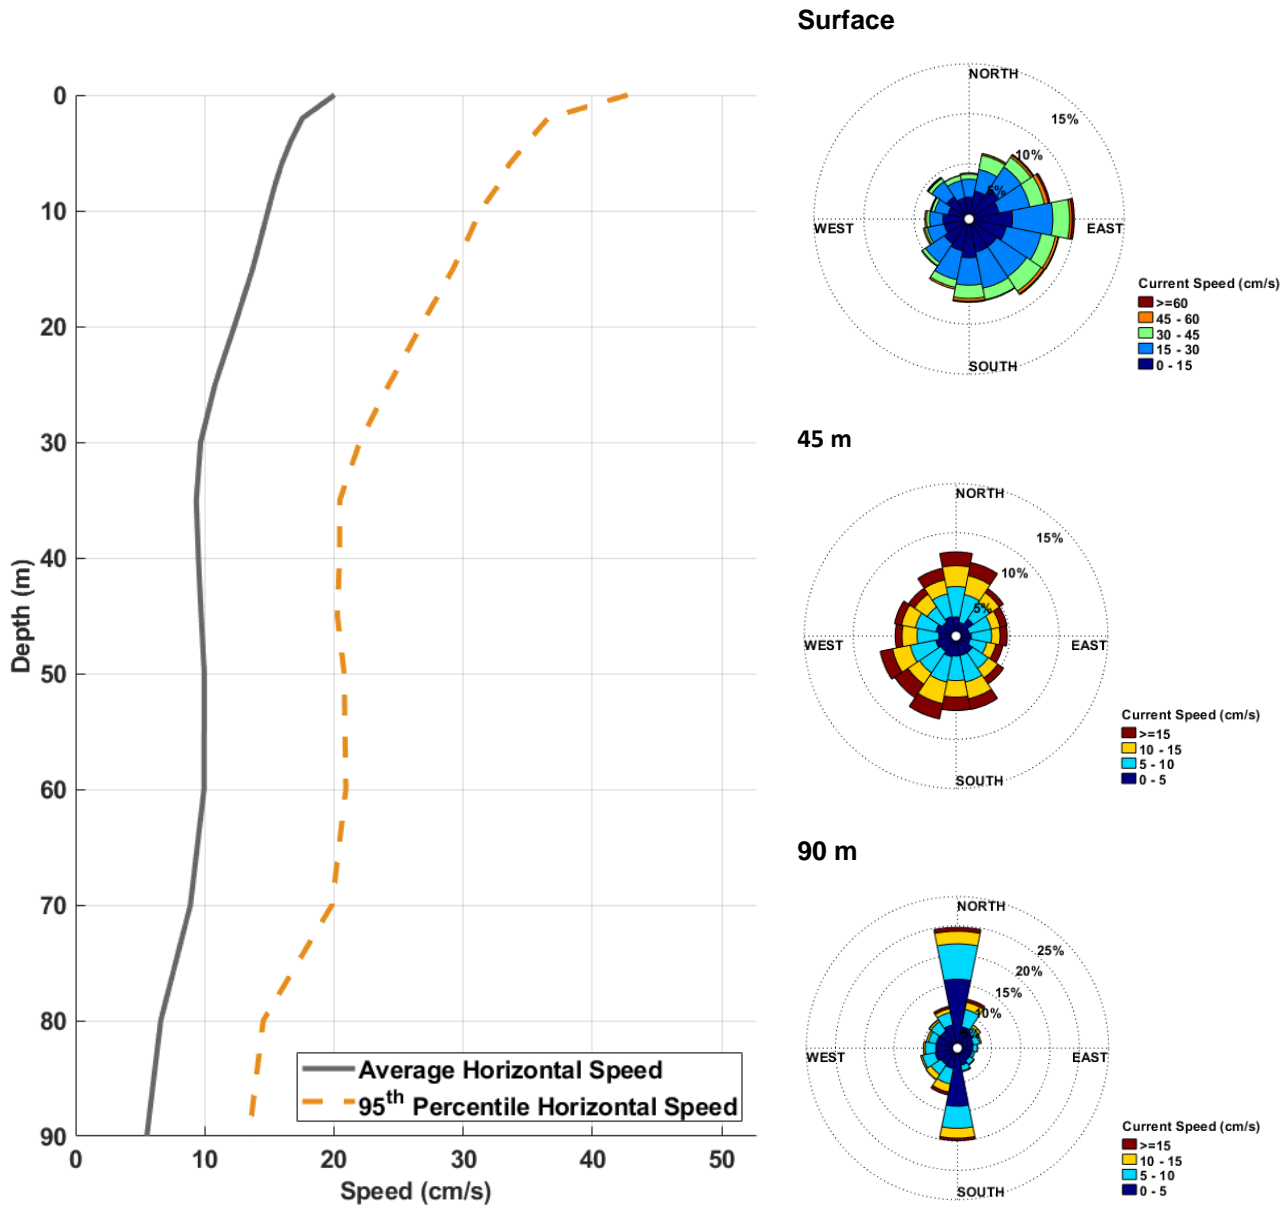 Surface
0
10
20
30
40
50
60
70
80
90
Depth (m)
0
10
20
30
40
50
Speed (cm/s)
Average Horizontal Speed
95th Percentile Horizontal Speed
NORTH
15%
10%
5%
WEST
EAST
SOUTH
Current Speed (cm/s)
>=60
45 - 60
30 - 45
15 - 30
0 - 15
45 m
NORTH
15%
10%
5%
WEST
EAST
SOUTH
Current Speed (cm/s)
>=15
10 - 15
5 - 10
0 - 5
90 m
NORTH
25%
20%
15%
10%
WEST
EAST
SOUTH
Current Speed (cm/s)
>=15
10 - 15
5 - 10
0 - 5